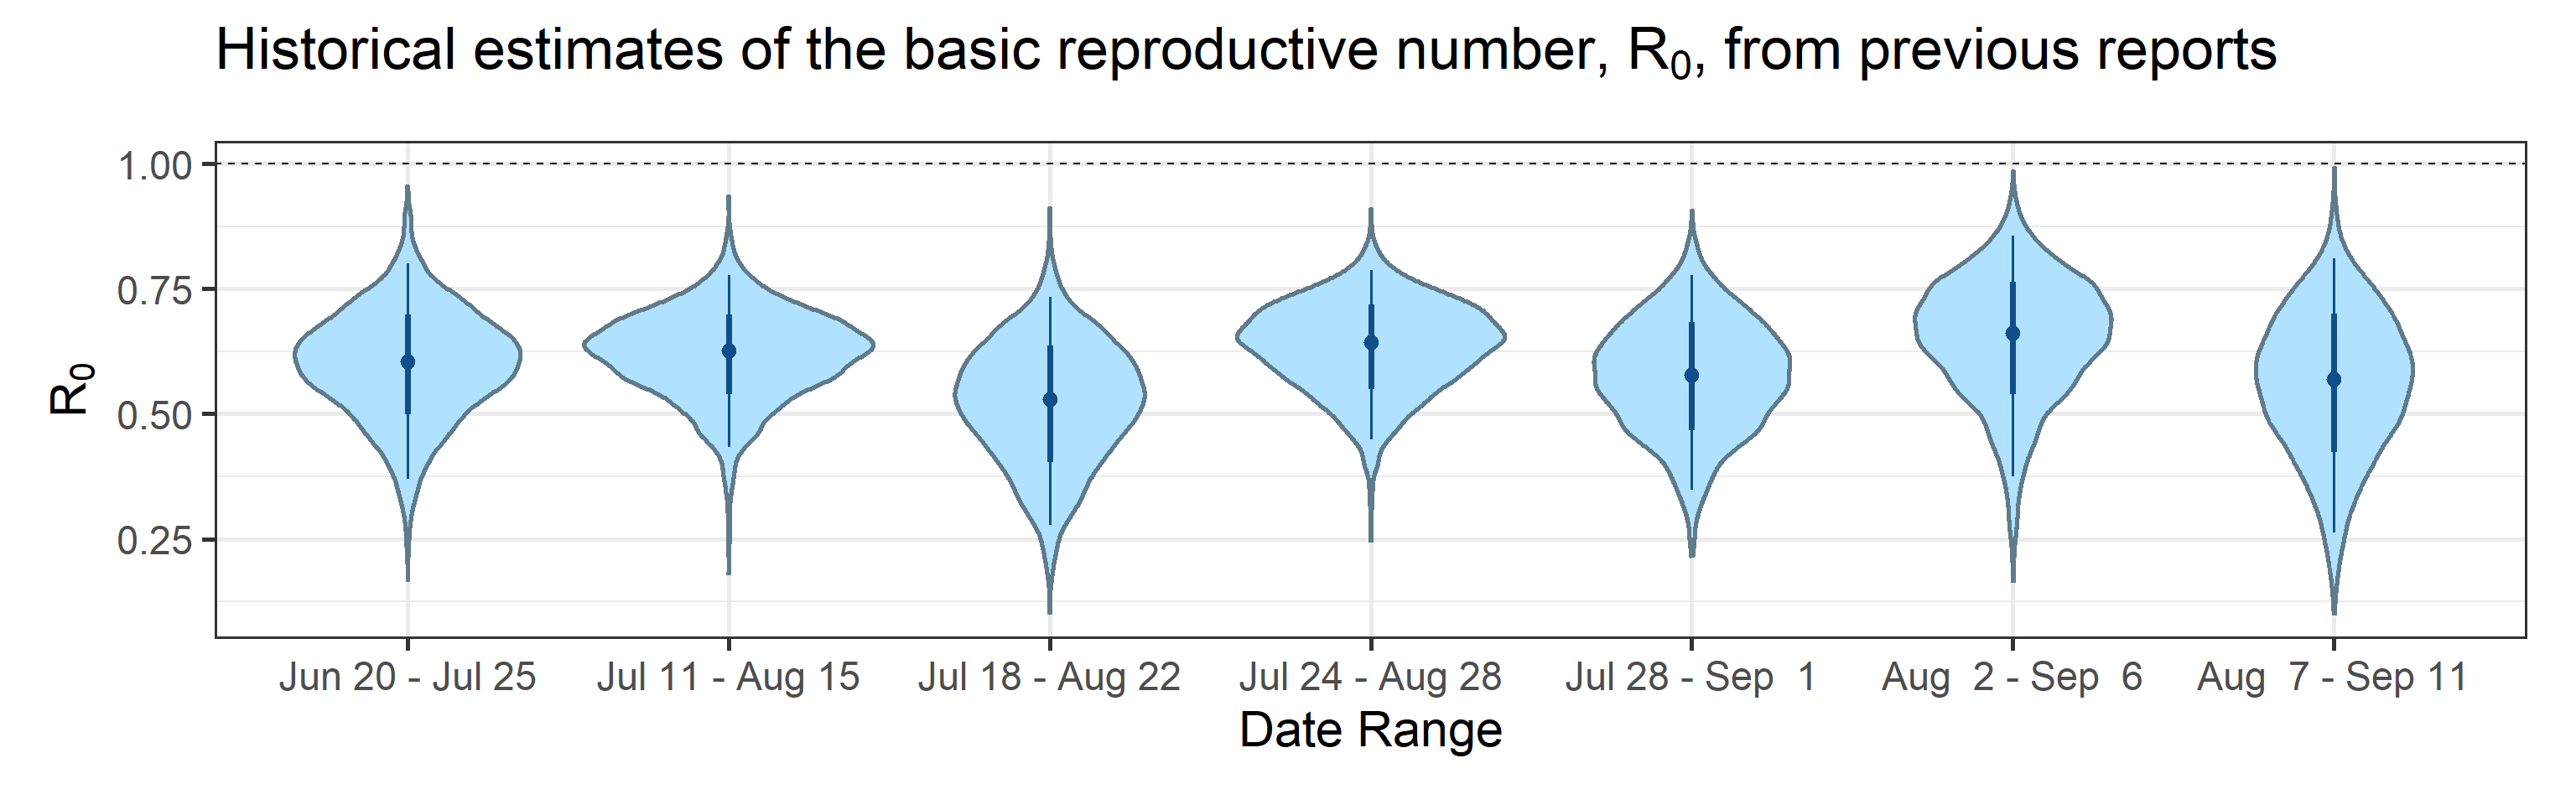 Historical estimates of the basic reproductive number, R₀, from previous reports
1.00
0.75
0.50
0.25
R₀
Jun 20 - Jul 25
Jul 11 - Aug 15
Jul 18 - Aug 22
Jul 24 - Aug 28
Jul 28 - Sep  1
Aug  2 - Sep  6
Aug  7 - Sep 11
Date Range